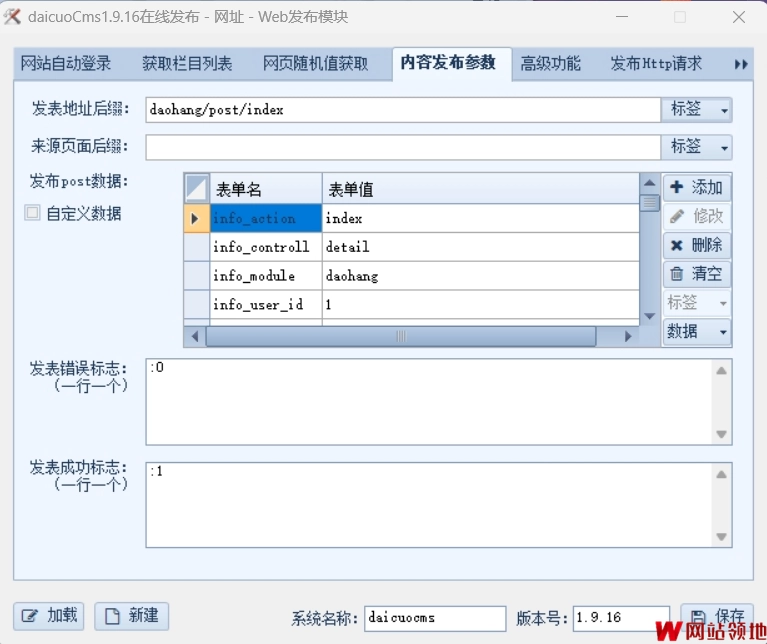 daicuoCms1.9.16在线发布 - 网址 - Web发布模块
网站自动登录 获取栏目列表 网页随机值获取 内容发布参数 高级功能 发布Http请求
发表地址后缀: daohang/post/index 标签
来源页面后缀: 标签
发布post数据: 表单名 表单值 添加
自定义数据 info_action index 修改
info_controll detail 删除
info_module daohang 清空
info_user_id 1 标签
数据
发表错误标志: :0
(一行一个)
发表成功标志: :1
(一行一个)
加载 新建 系统名称: daicuocms 版本号: 1.9.16 保存
网站领地